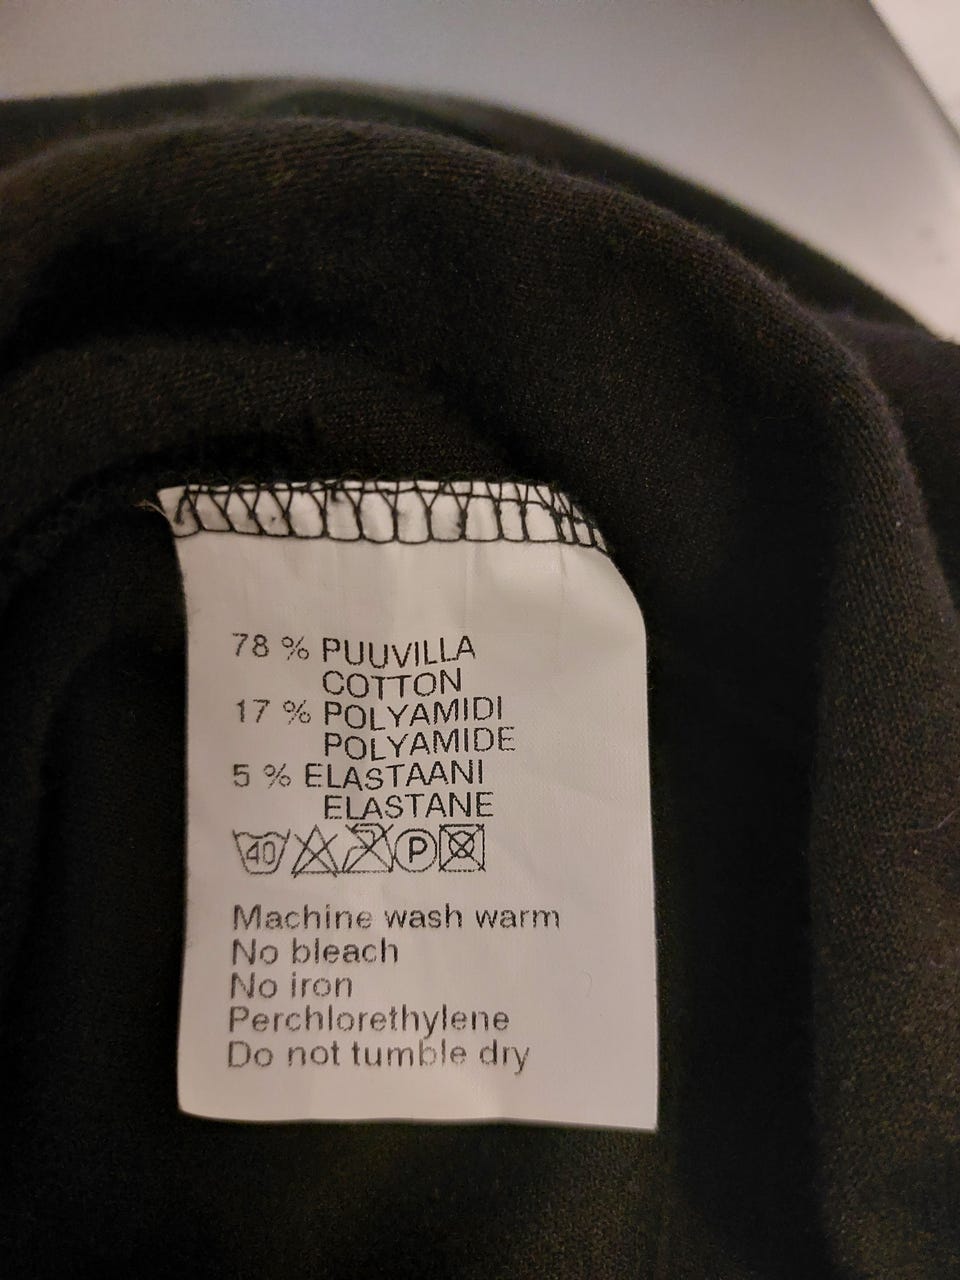 78 % PUUVILLA
COTTON
17 % POLYAMIDI
POLYAMIDE
5 % ELASTAANI
ELASTANE
40 P
Machine wash warm
No bleach
No iron
Perchlorethylene
Do not tumble dry